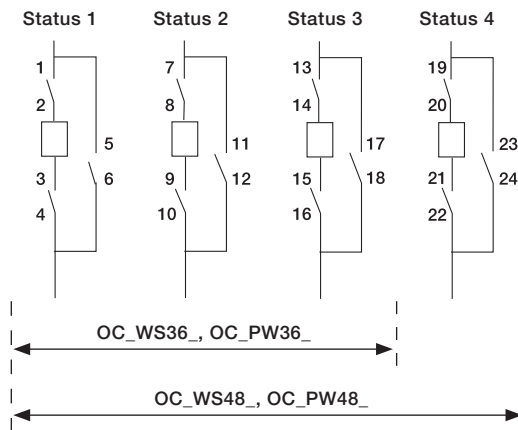 Status 1 Status 2 Status 3 Status 4
1 7 13 19
2 8 14 20
5 11 17 23
3 6 9 12 15 18 21 24
4 10 16 22
OC_WS36_, OC_PW36_
OC_WS48_, OC_PW48_